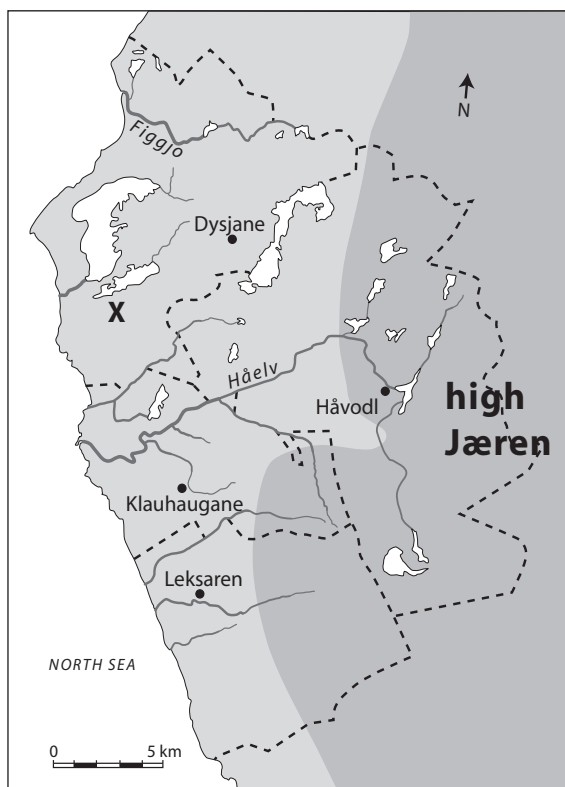 N
Figgjo
Dysjane
X
Håelv
Håvodl
high
Jæren
Klauhaugane
Leksaren
NORTH SEA
0 5 km